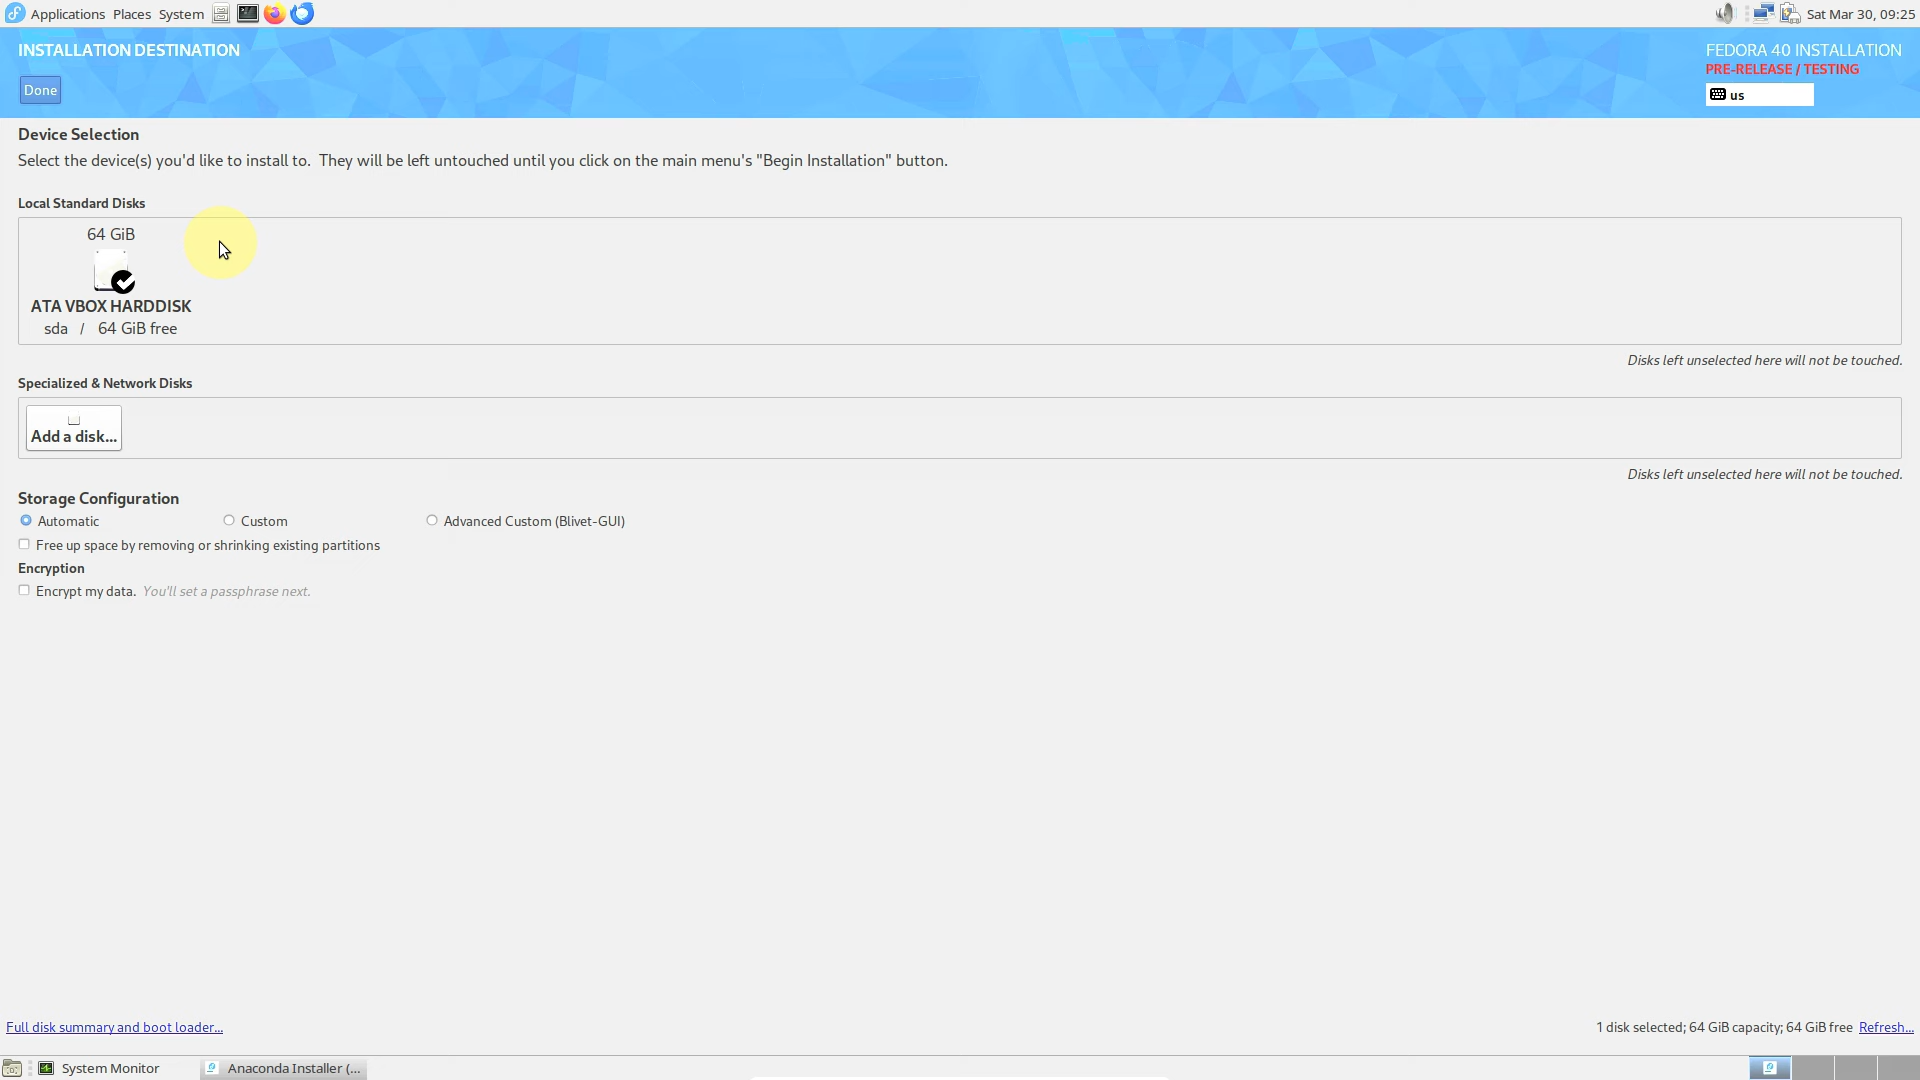 Applications Places System Sat Mar 30, 09:25
INSTALLATION DESTINATION
FEDORA 40 INSTALLATION
PRE-RELEASE / TESTING
Done
us
Device Selection
Select the device(s) you'd like to install to. They will be left untouched until you click on the main menu's "Begin Installation" button.
Local Standard Disks
64 GiB
ATA VBOX HARDDISK
sda / 64 GiB free
Disks left unselected here will not be touched.
Specialized & Network Disks
Add a disk...
Disks left unselected here will not be touched.
Storage Configuration
Automatic Custom Advanced Custom (Blivet-GUI)
Free up space by removing or shrinking existing partitions
Encryption
Encrypt my data. You'll set a passphrase next.
Full disk summary and boot loader... 1 disk selected; 64 GiB capacity; 64 GiB free Refresh...
System Monitor Anaconda Installer (...